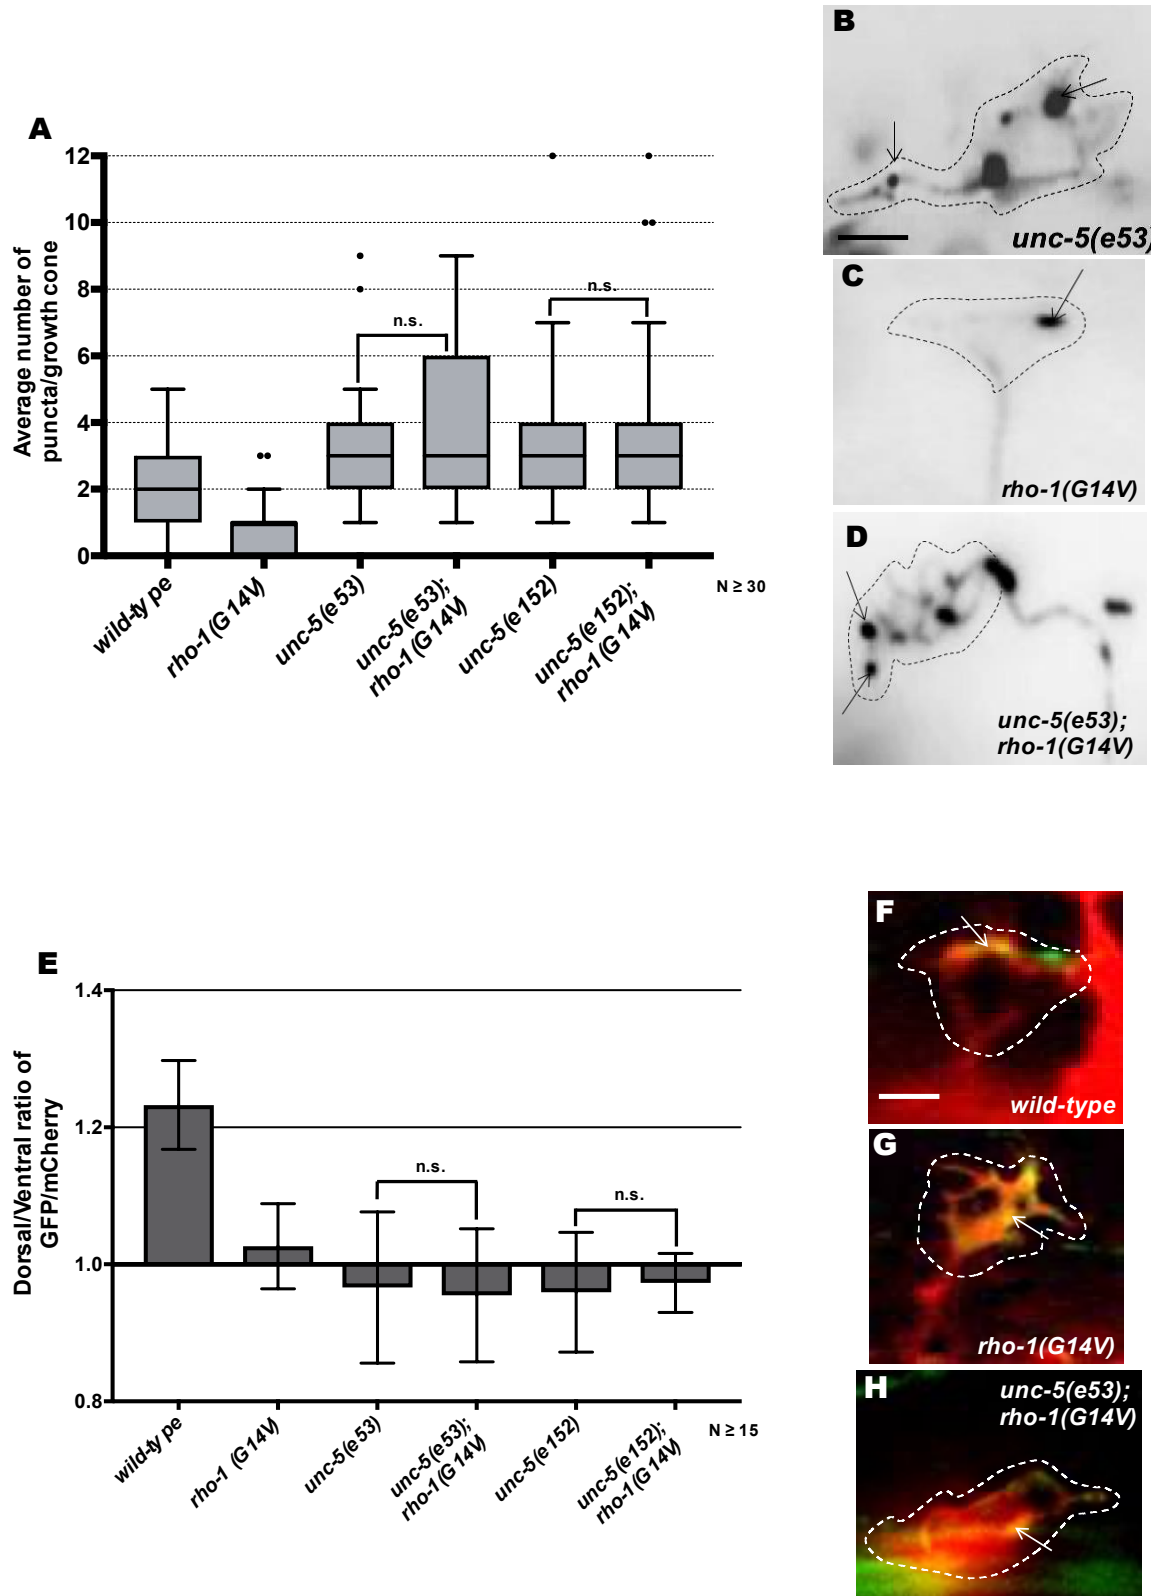 A
Average number of
puncta/growth cone
12
10
8
6
4
2
0
n.s.
n.s.
wild-type
rho-1(G14V)
unc-5(e53)
unc-5(e53);
rho-1(G14V)
unc-5(e152)
unc-5(e152);
rho-1(G14V)
N ≥ 30
B
unc-5(e53)
C
rho-1(G14V)
D
unc-5(e53);
rho-1(G14V)
E
Dorsal/Ventral ratio of
GFP/mCherry
1.4
1.2
1.0
0.8
n.s.
n.s.
wild-type
rho-1 (G14V)
unc-5(e53)
unc-5(e53);
rho-1(G14V)
unc-5(e152)
unc-5(e152);
rho-1(G14V)
N ≥ 15
F
wild-type
G
rho-1(G14V)
H
unc-5(e53);
rho-1(G14V)